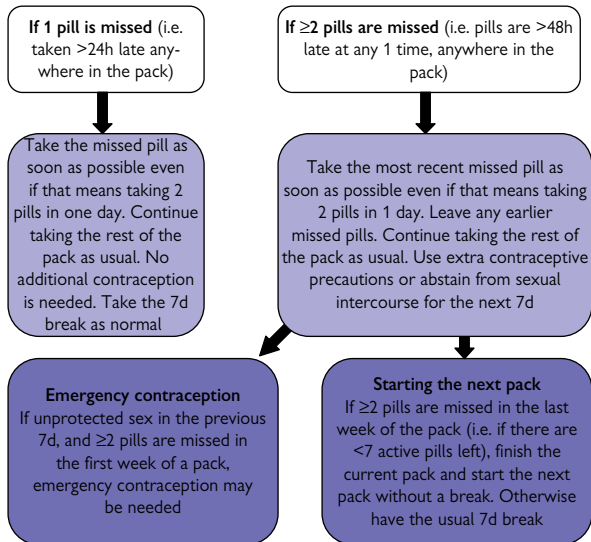 If 1 pill is missed (i.e.
taken >24h late any-
where in the pack)
If ≥2 pills are missed (i.e. pills are >48h
late at any 1 time, anywhere in the
pack)
Take the missed pill as
soon as possible even
if that means taking 2
pills in one day. Continue
taking the rest of the
pack as usual. No
additional contraception
is needed. Take the 7d
break as normal
Take the most recent missed pill as
soon as possible even if that means taking
2 pills in 1 day. Leave any earlier
missed pills. Continue taking the rest of
the pack as usual. Use extra contraceptive
precautions or abstain from sexual
intercourse for the next 7d
Emergency contraception
If unprotected sex in the previous
7d, and ≥2 pills are missed in
the first week of a pack,
emergency contraception may
be needed
Starting the next pack
If ≥2 pills are missed in the last
week of the pack (i.e. if there are
<7 active pills left), finish the
current pack and start the next
pack without a break. Otherwise
have the usual 7d break